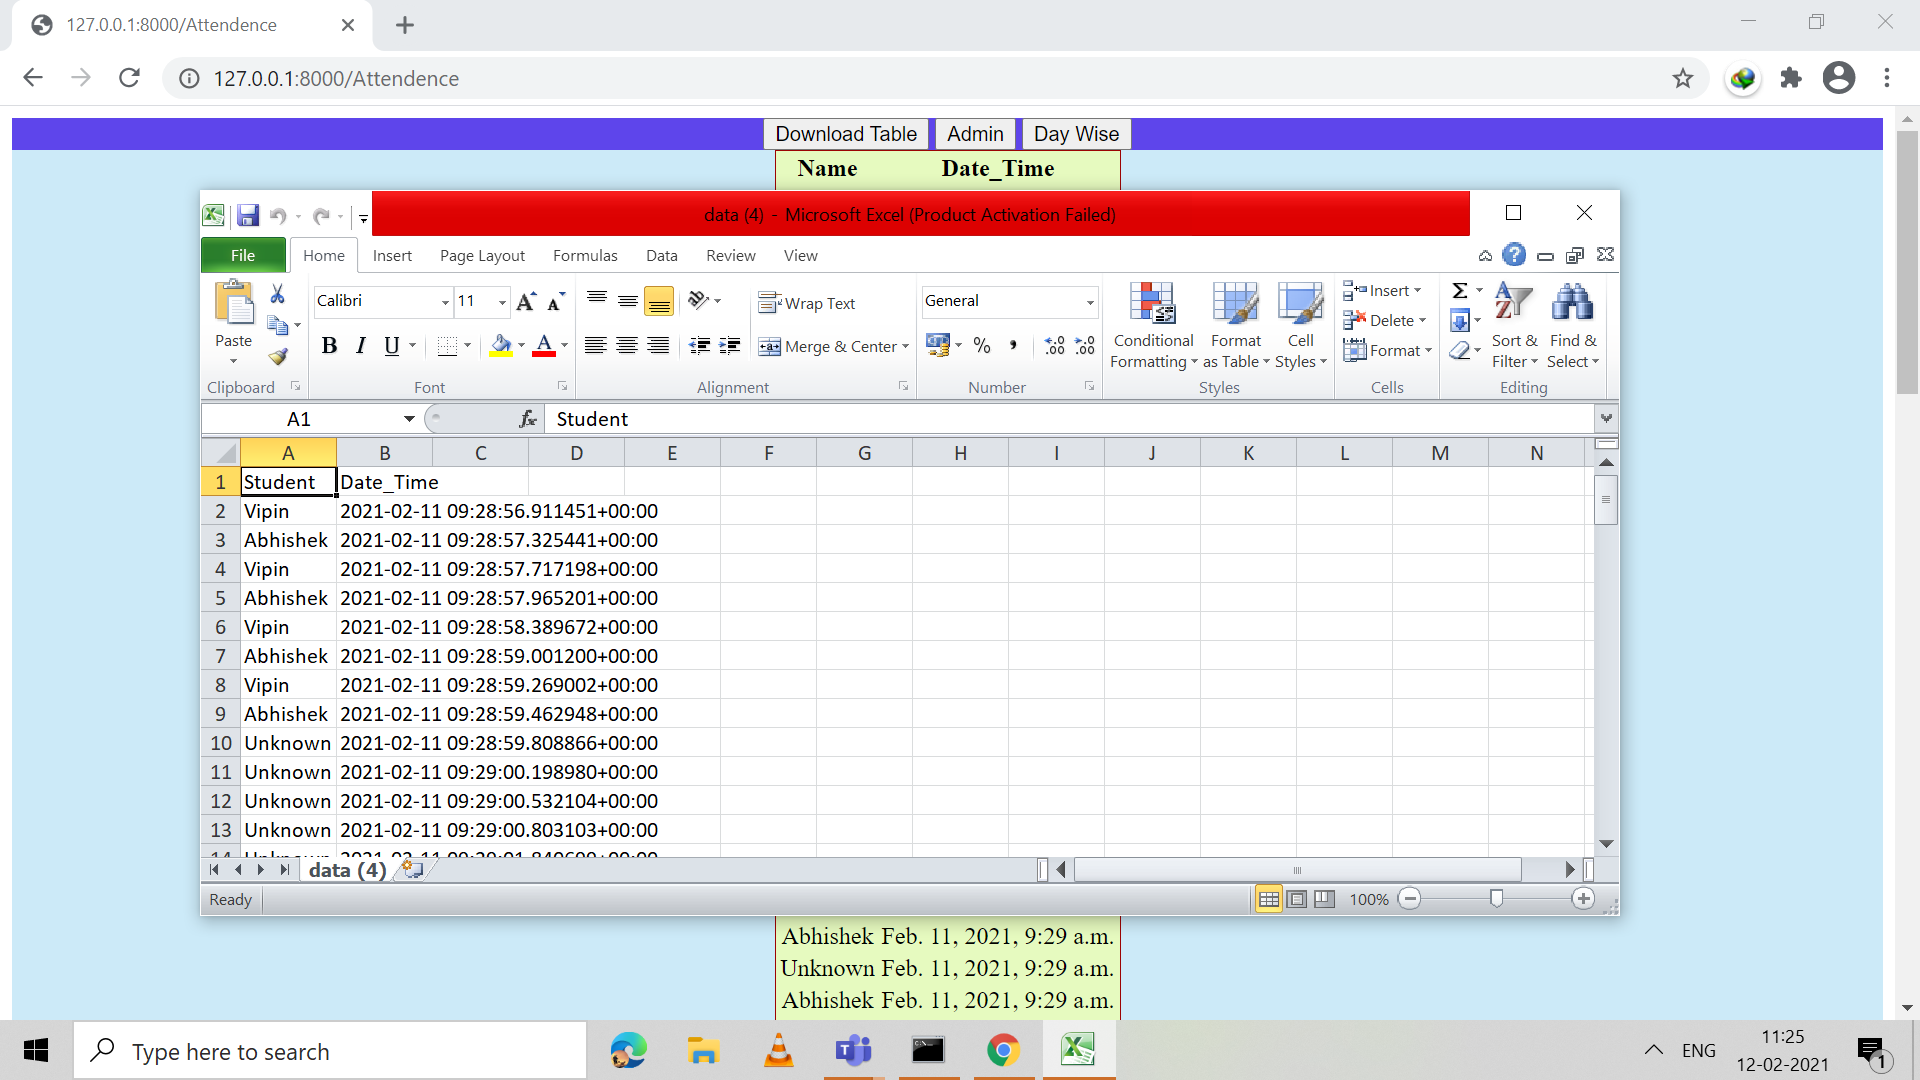 127.0.0.1:8000/Attendence
127.0.0.1:8000/Attendence
Download Table Admin Day Wise
Name Date_Time
data (4) - Microsoft Excel (Product Activation Failed)
File Home Insert Page Layout Formulas Data Review View
Paste
Clipboard
Calibri 11
B I U A
Font
Wrap Text
Merge & Center
Alignment
General
% ,
Number
Conditional Formatting
Format as Table
Cell Styles
Styles
Insert
Delete
Format
Cells
Σ
Sort & Filter
Find & Select
Editing
A1 fx Student
A B C D E F G H I J K L M N
1 Student Date_Time
2 Vipin 2021-02-11 09:28:56.911451+00:00
3 Abhishek 2021-02-11 09:28:57.325441+00:00
4 Vipin 2021-02-11 09:28:57.717198+00:00
5 Abhishek 2021-02-11 09:28:57.965201+00:00
6 Vipin 2021-02-11 09:28:58.389672+00:00
7 Abhishek 2021-02-11 09:28:59.001200+00:00
8 Vipin 2021-02-11 09:28:59.269002+00:00
9 Abhishek 2021-02-11 09:28:59.462948+00:00
10 Unknown 2021-02-11 09:28:59.808866+00:00
11 Unknown 2021-02-11 09:29:00.198980+00:00
12 Unknown 2021-02-11 09:29:00.532104+00:00
13 Unknown 2021-02-11 09:29:00.803103+00:00
data (4)
Ready 100%
Abhishek Feb. 11, 2021, 9:29 a.m.
Unknown Feb. 11, 2021, 9:29 a.m.
Abhishek Feb. 11, 2021, 9:29 a.m.
Type here to search
ENG
11:25
12-02-2021
1